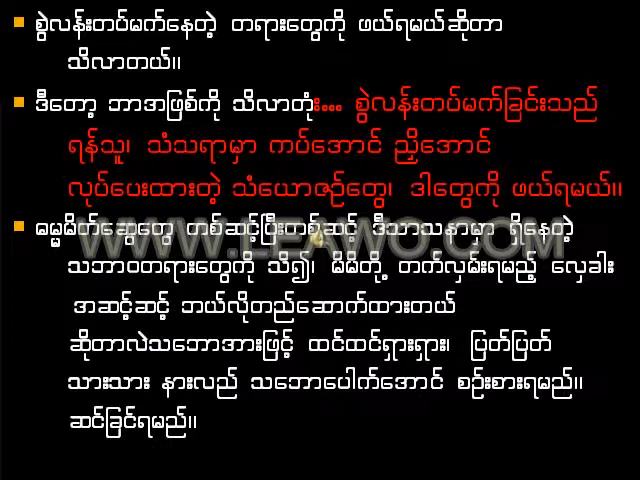 စွဲလန်းတပ်မက်နေတဲ့ တရားတွေကို ဖယ်ရမယ်ဆိုတာ
သိလာတယ်။
ဒီတော့ ဘာအဖြစ်ကို သိလာတုံး... စွဲလန်းတပ်မက်ခြင်းသည်
ရန်သူ၊ သံသရာမှာ ကပ်အောင် ညှိအောင်
လုပ်ပေးထားတဲ့ သံယောဇဉ်တွေ၊ ဒါတွေကို ဖယ်ရမယ်။
ဓမ္မမိတ်ဆွေတွေ တစ်ဆင့်ပြီးတစ်ဆင့် ဒီသာသနာမှာ ရှိနေတဲ့
WWW.LEAWO.COM
သဘာဝတရားတွေကို သိ၍၊ မိမိတို့ တက်လှမ်းရမည့် လှေခါး
အဆင့်ဆင့် ဘယ်လိုတည်ဆောက်ထားတယ်
ဆိုတာလဲသဘောအားဖြင့် ထင်ထင်ရှားရှား၊ ပြတ်ပြတ်
သားသား နားလည် သဘောပေါက်အောင် စဉ်းစားရမည်။
ဆင်ခြင်ရမည်။